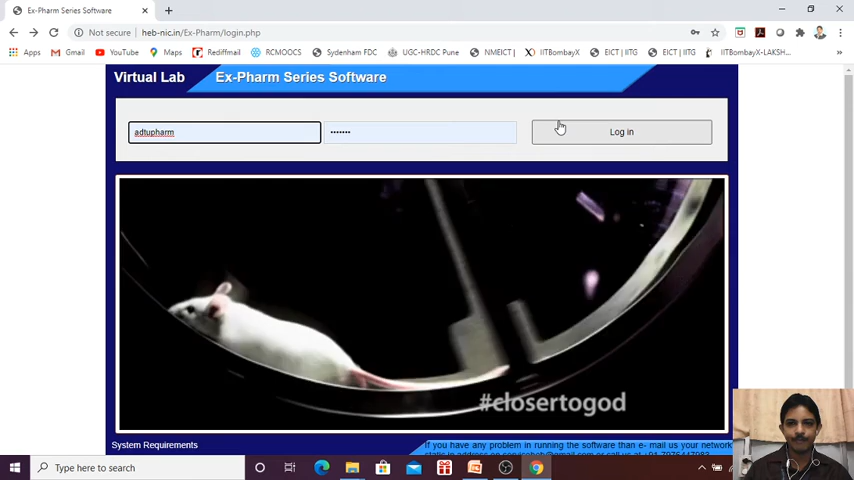 Ex-Pharm Series Software
Not secure heb-nic.in/Ex-Pharm/login.php
Apps Gmail YouTube Maps Rediffmail RCMOOCS Sydenham FDC UGC-HRDC Pune NMEICT | IITBombayX EICT | IITG EICT | IITG IITBombayX-LAKSH...
Virtual Lab Ex-Pharm Series Software
adtupharm ••••••• Log in
#closertogod
System Requirements
If you have any problem in running the software than e- mail us your network
Type here to search